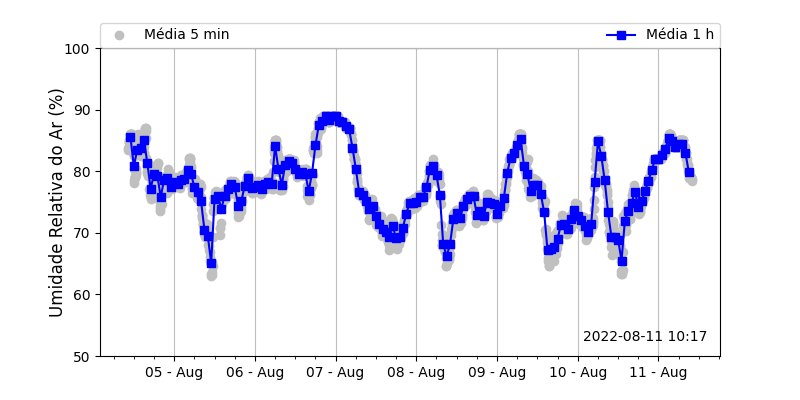 Média 5 min
Média 1 h
Umidade Relativa do Ar (%)
100
90
80
70
60
50
2022-08-11 10:17
05 - Aug
06 - Aug
07 - Aug
08 - Aug
09 - Aug
10 - Aug
11 - Aug